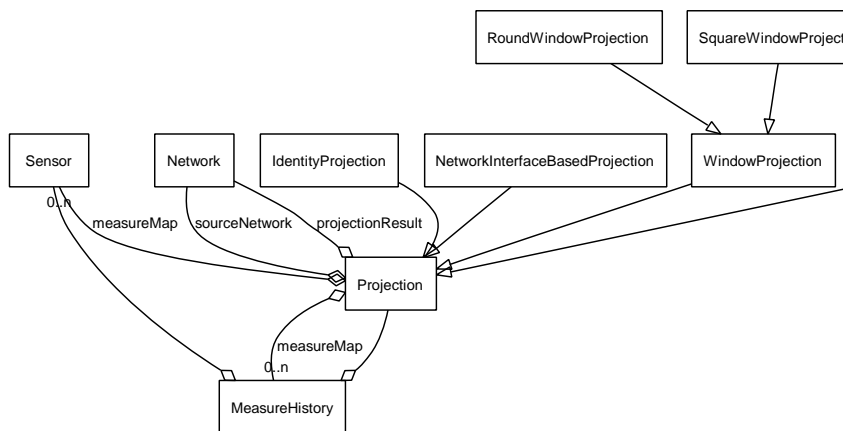 RoundWindowProjection
SquareWindowProject
Sensor
Network
IdentityProjection
NetworkInterfaceBasedProjection
WindowProjection
0..n
measureMap
sourceNetwork
projectionResult
Projection
measureMap
0..n
MeasureHistory